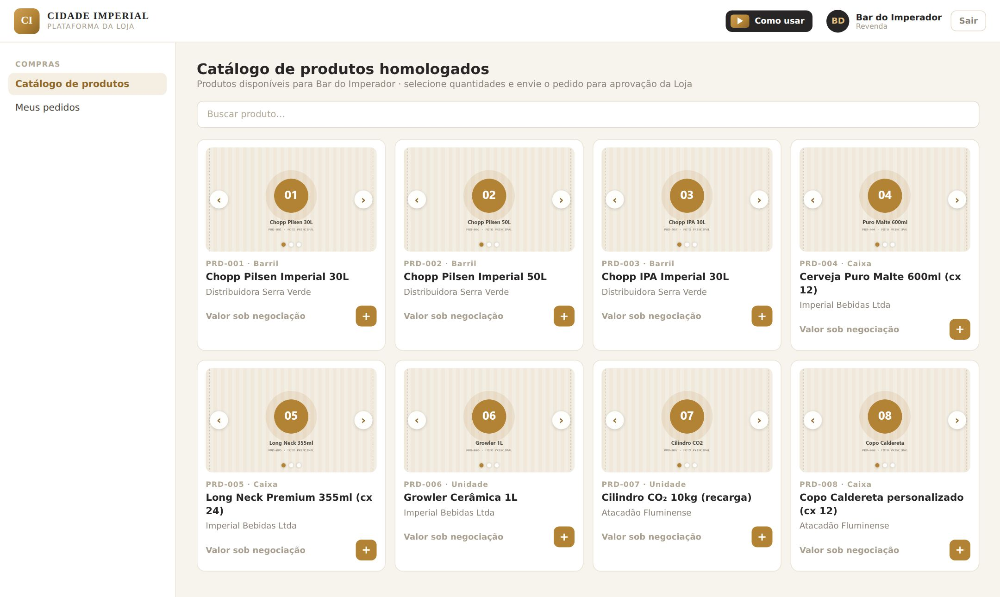 CI
CIDADE IMPERIAL
PLATAFORMA DA LOJA
Como usar
BD
Bar do Imperador
Revenda
Sair
COMPRAS
Catálogo de produtos
Meus pedidos
Catálogo de produtos homologados
Produtos disponíveis para Bar do Imperador · selecione quantidades e envie o pedido para aprovação da Loja
Buscar produto...
01
Chopp Pilsen 30L
PRD-001 · FOTO PRINCIPAL
PRD-001 · Barril
Chopp Pilsen Imperial 30L
Distribuidora Serra Verde
Valor sob negociação
+
02
Chopp Pilsen 50L
PRD-002 · FOTO PRINCIPAL
PRD-002 · Barril
Chopp Pilsen Imperial 50L
Distribuidora Serra Verde
Valor sob negociação
+
03
Chopp IPA 30L
PRD-003 · FOTO PRINCIPAL
PRD-003 · Barril
Chopp IPA Imperial 30L
Distribuidora Serra Verde
Valor sob negociação
+
04
Puro Malte 600ml
PRD-004 · FOTO PRINCIPAL
PRD-004 · Caixa
Cerveja Puro Malte 600ml (cx
12)
Imperial Bebidas Ltda
Valor sob negociação
+
05
Long Neck 355ml
PRD-005 · FOTO PRINCIPAL
PRD-005 · Caixa
Long Neck Premium 355ml (cx
24)
Imperial Bebidas Ltda
Valor sob negociação
+
06
Growler 1L
PRD-006 · FOTO PRINCIPAL
PRD-006 · Unidade
Growler Cerâmica 1L
Imperial Bebidas Ltda
Valor sob negociação
+
07
Cilindro CO2
PRD-007 · FOTO PRINCIPAL
PRD-007 · Unidade
Cilindro CO₂ 10kg (recarga)
Atacadão Fluminense
Valor sob negociação
+
08
Copo Caldereta
PRD-008 · FOTO PRINCIPAL
PRD-008 · Caixa
Copo Caldereta personalizado
(cx 12)
Atacadão Fluminense
Valor sob negociação
+